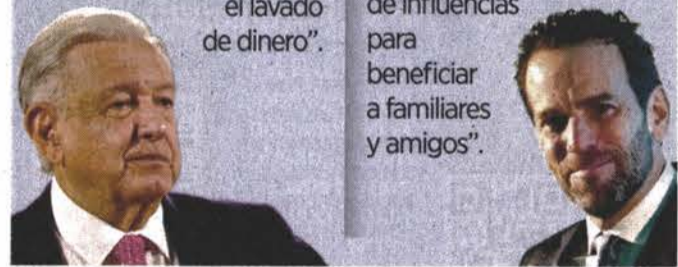 el lavado
de dinero”.
de influencias
para
beneficiar
a familiares
y amigos”.